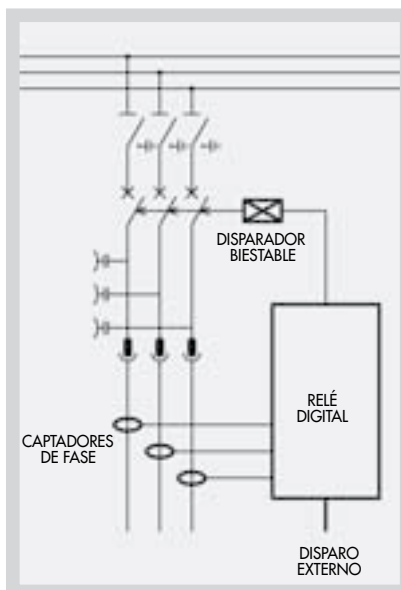 DISPARADOR
BIESTABLE
RELÉ
DIGITAL
CAPTADORES
DE FASE
DISPARO
EXTERNO